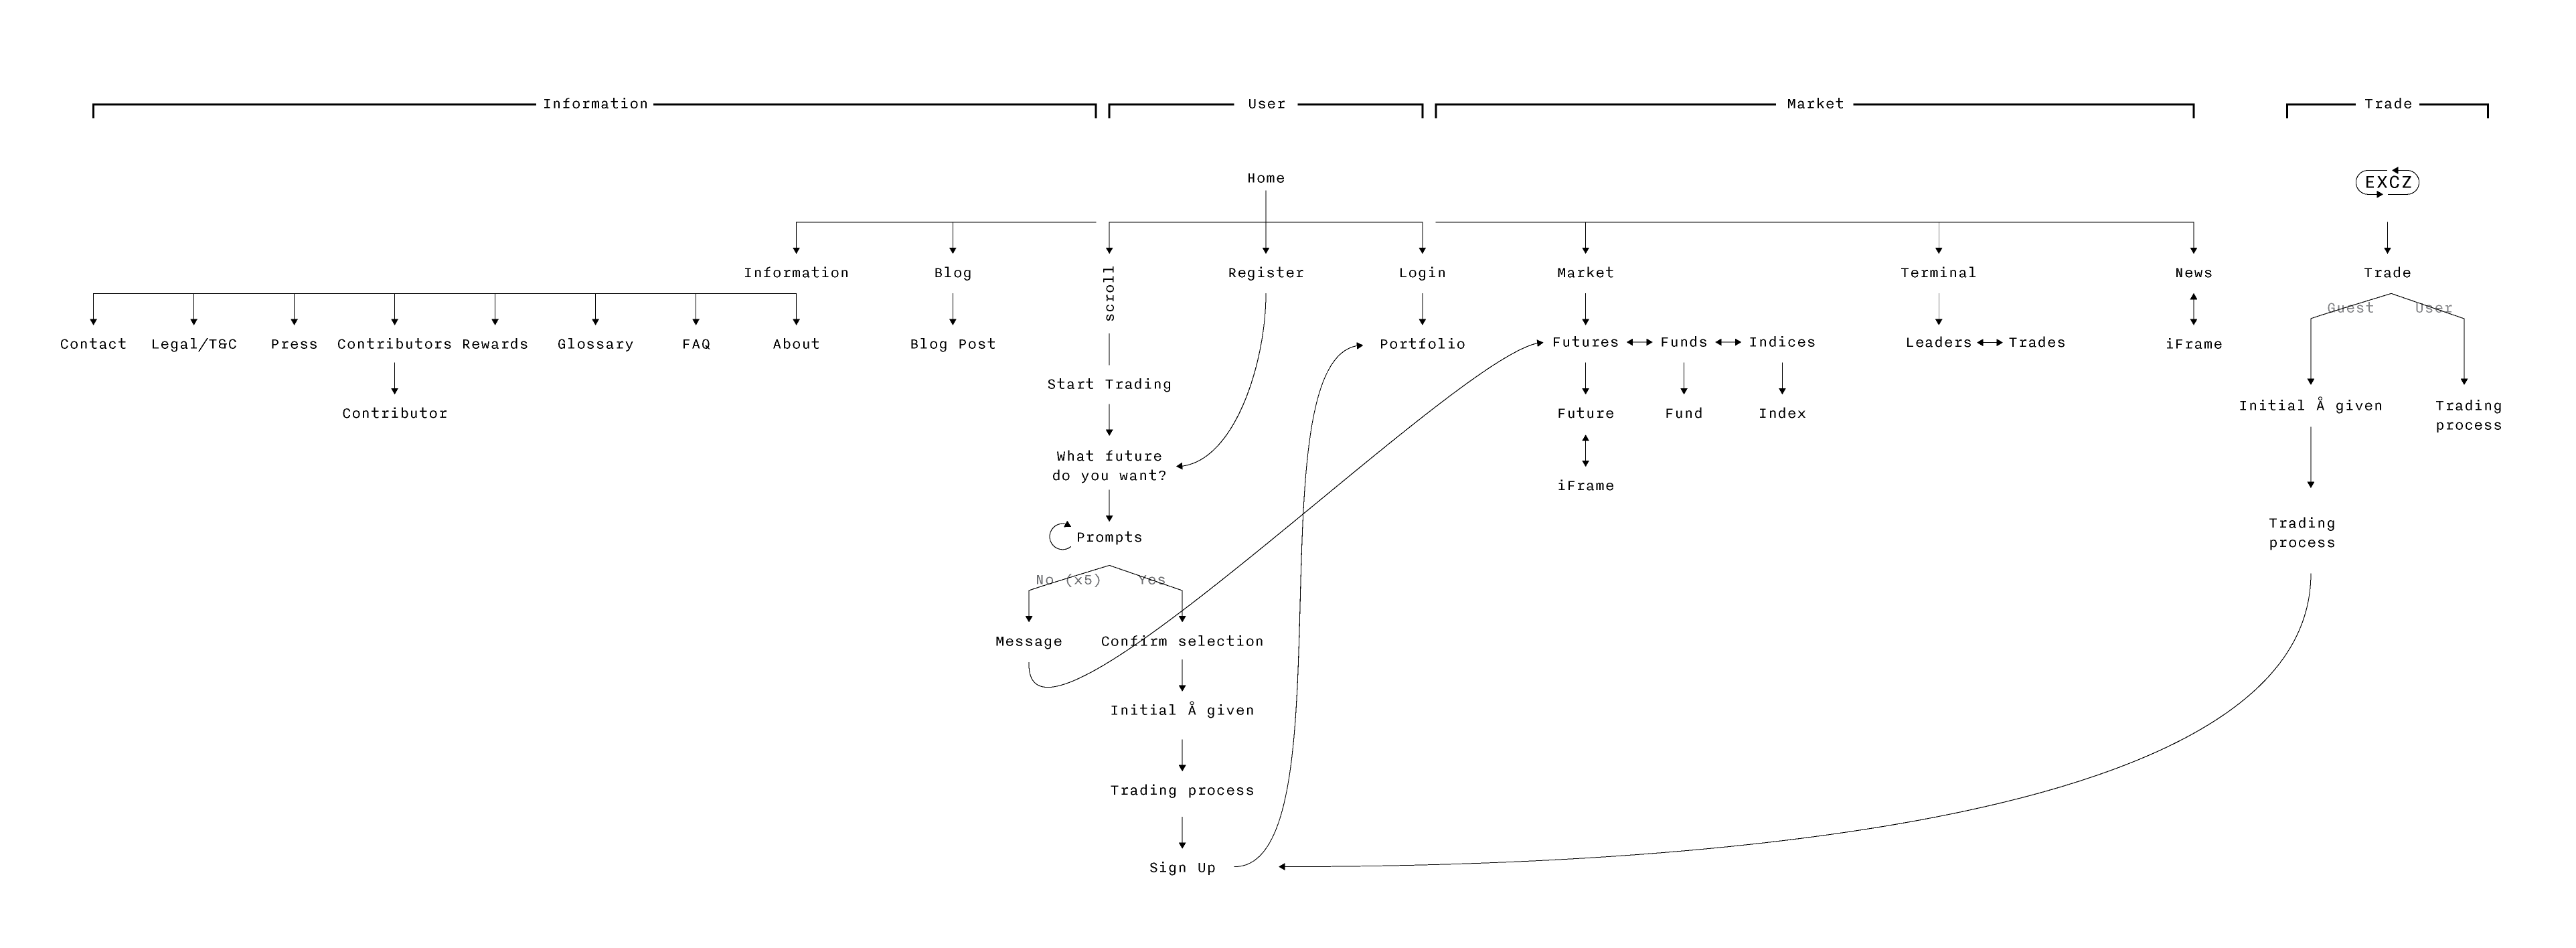 Information
User
Market
Trade
Home
EXCZ
Information
Blog
scroll
Register
Login
Market
Terminal
News
Trade
Guest
User
Contact
Legal/T&C
Press
Contributors
Rewards
Glossary
FAQ
About
Blog Post
Portfolio
Futures
Funds
Indices
Leaders
Trades
iFrame
Start Trading
Contributor
Future
Fund
Index
Initial Å given
Trading
process
What future
do you want?
iFrame
Prompts
Trading
process
No (x5)
Yes
Message
Confirm selection
Initial Å given
Trading process
Sign Up